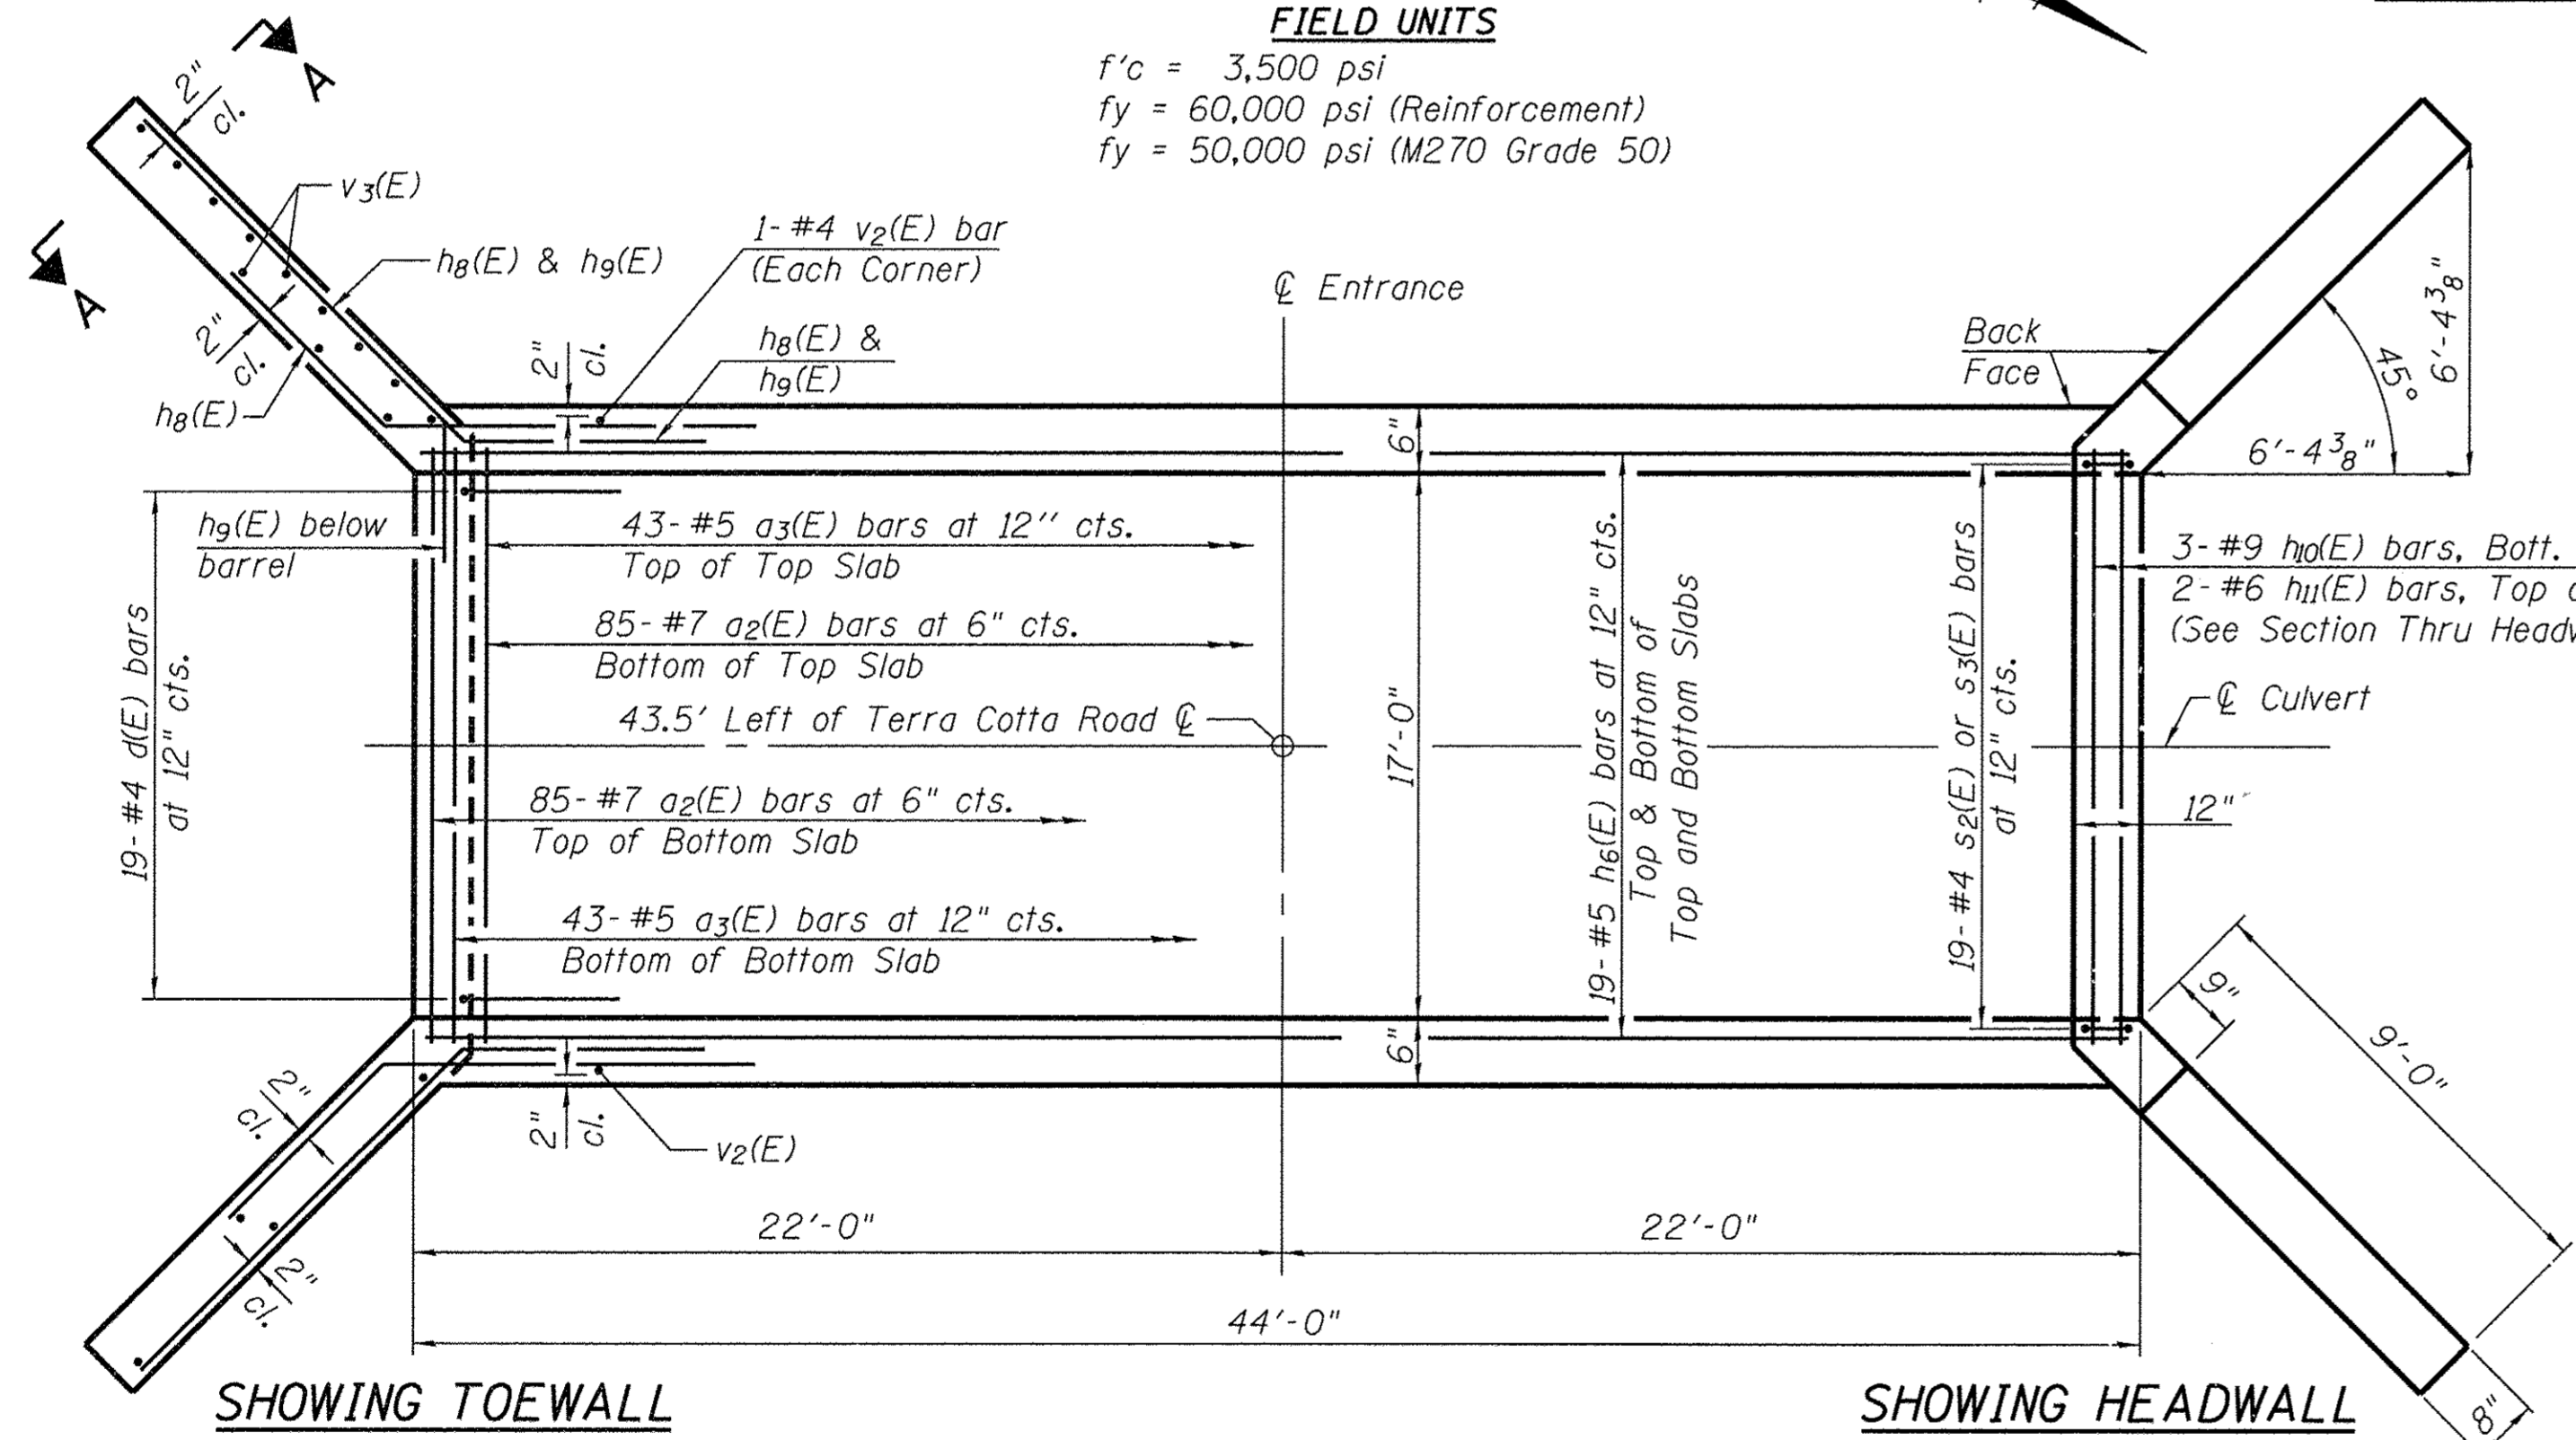 FIELD UNITS
f'c = 3,500 psi
fy = 60,000 psi (Reinforcement)
fy = 50,000 psi (M270 Grade 50)
A
A
2"
cl.
v3(E)
h8(E) & h9(E)
1-#4 v2(E) bar
(Each Corner)
℄ Entrance
2"
cl.
h8(E)
2"
cl.
h8(E) &
h9(E)
Back
Face
45°
6'-4 3/8"
6'-4 3/8"
6"
h9(E) below
barrel
19-#4 d(E) bars
at 12" cts.
43-#5 a3(E) bars at 12" cts.
Top of Top Slab
85-#7 a2(E) bars at 6" cts.
Bottom of Top Slab
43.5' Left of Terra Cotta Road ℄
85-#7 a2(E) bars at 6" cts.
Top of Bottom Slab
43-#5 a3(E) bars at 12" cts.
Bottom of Bottom Slab
17'-0"
19-#5 h6(E) bars at 12" cts.
Top & Bottom of
Top and Bottom Slabs
19-#4 s2(E) or s3(E) bars
at 12" cts.
3-#9 h10(E) bars, Bott.
2-#6 h11(E) bars, Top
(See Section Thru
℄ Culvert
12"
6"
2"
cl.
2"
cl.
v2(E)
2"
cl.
9"
9'-0"
8"
22'-0"
22'-0"
44'-0"
SHOWING TOEWALL
SHOWING HEADWALL